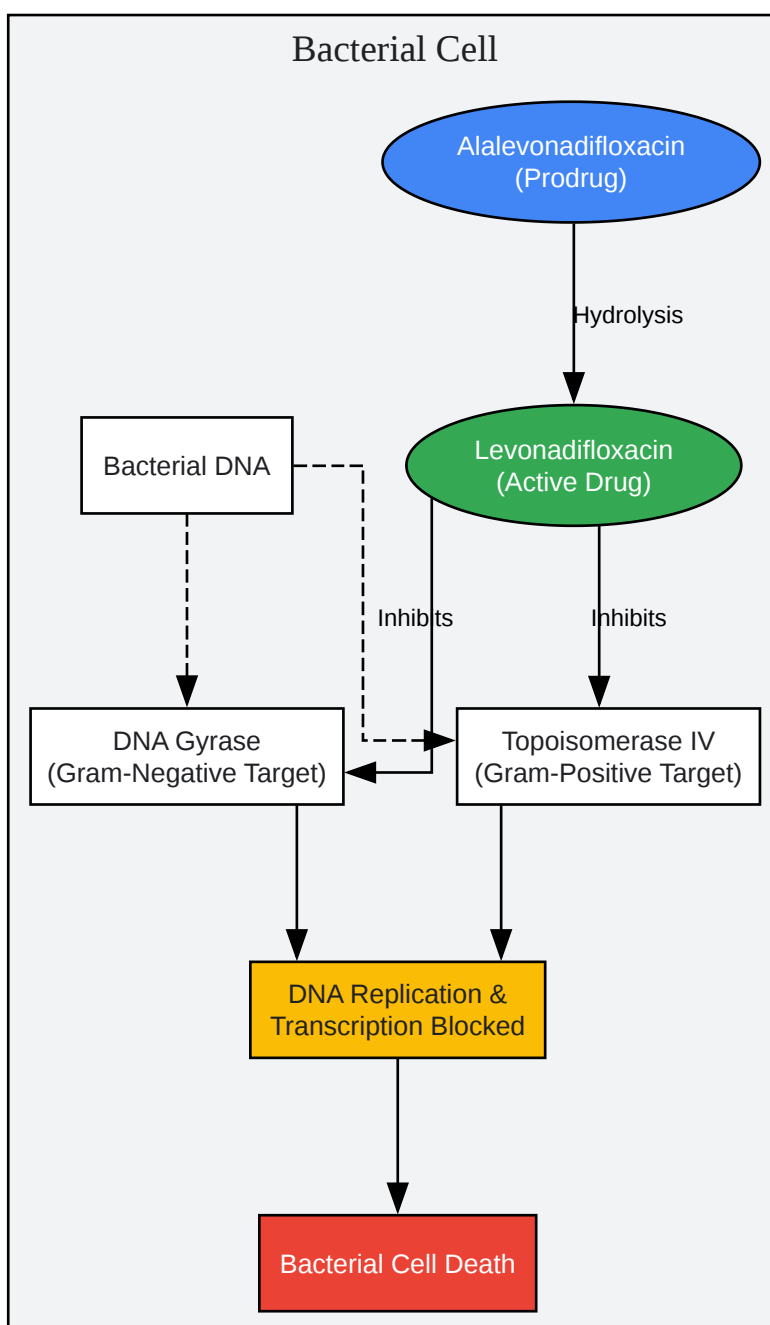 Bacterial Cell
Alalevonadifloxacin
(Prodrug)
Hydrolysis
Bacterial DNA
Levonadifloxacin
(Active Drug)
Inhibits
Inhibits
DNA Gyrase
(Gram-Negative Target)
Topoisomerase IV
(Gram-Positive Target)
DNA Replication &
Transcription Blocked
Bacterial Cell Death